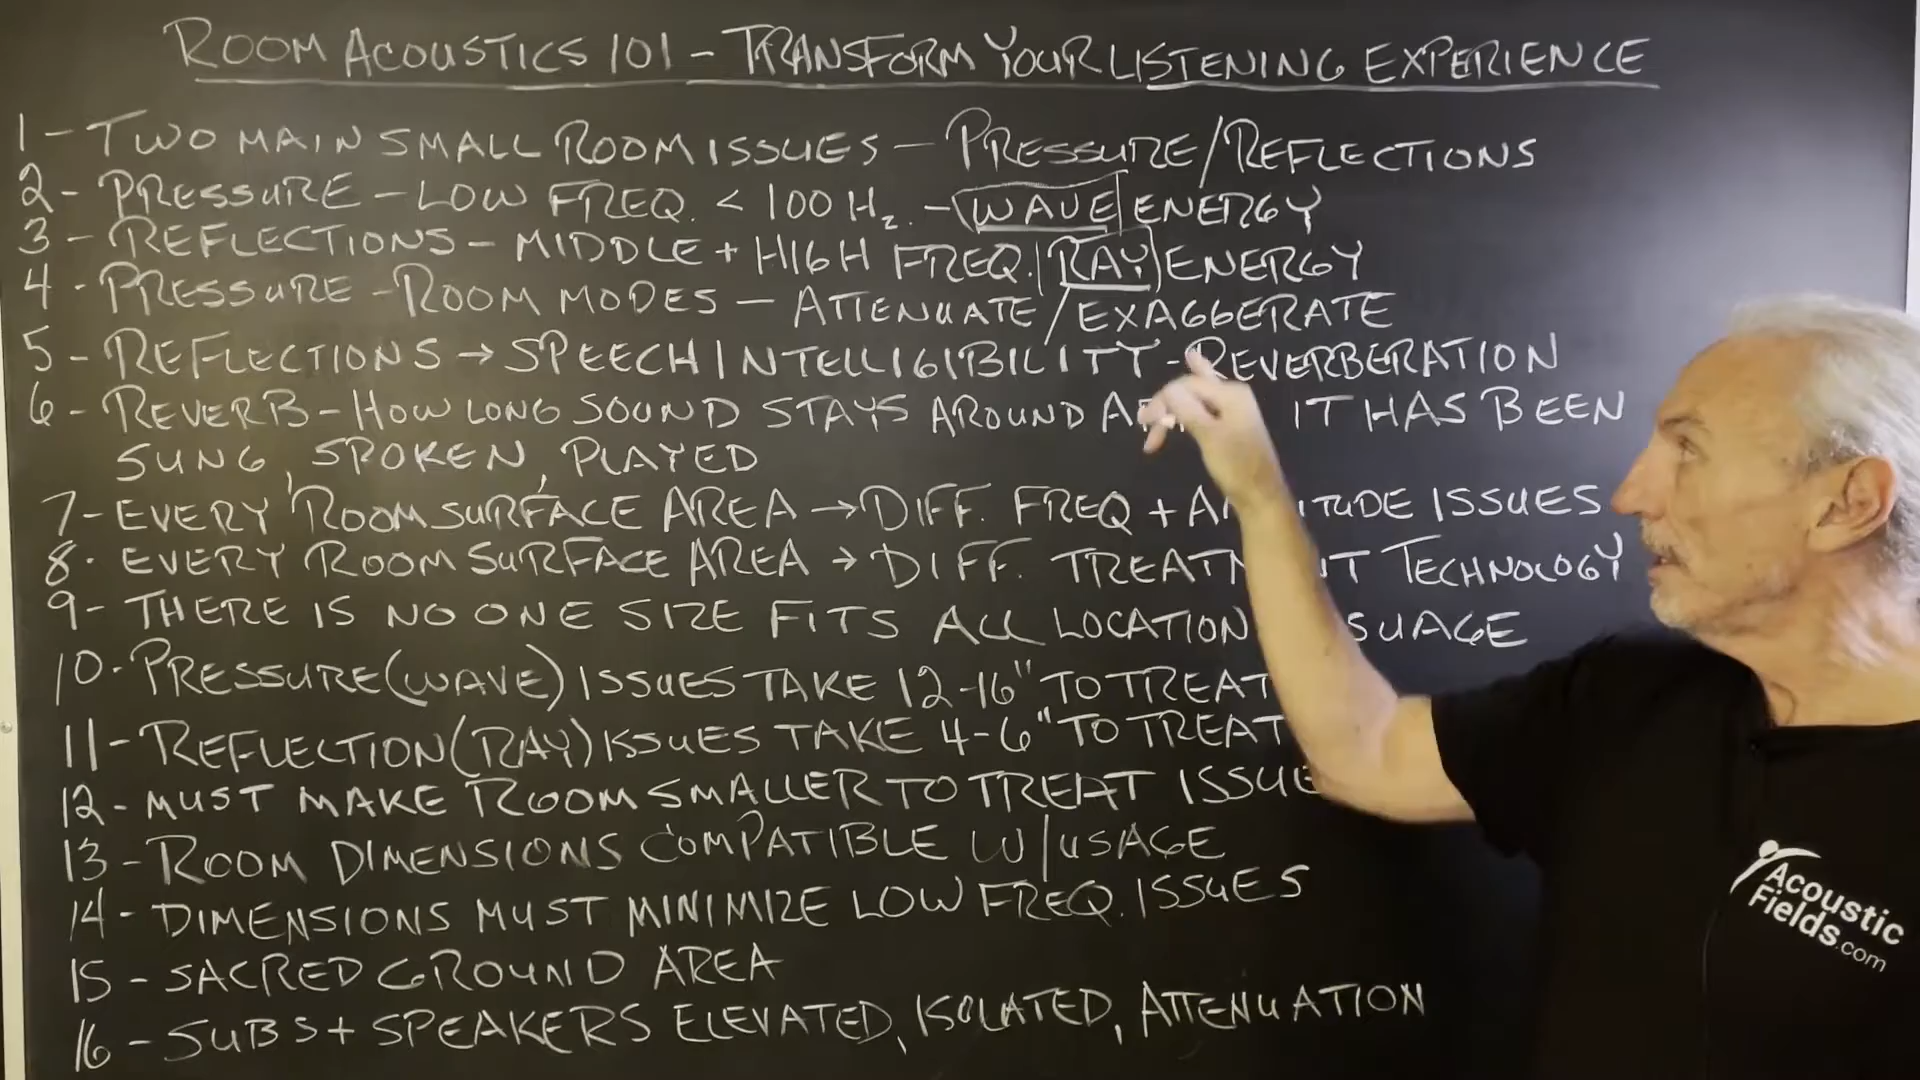 ROOM ACOUSTICS 101 - TRANSFORM YOUR LISTENING EXPERIENCE
1 - TWO MAIN SMALL ROOM ISSUES - PRESSURE/REFLECTIONS
2 - PRESSURE - LOW FREQ. < 100 Hz. - WAVE ENERGY
3 - REFLECTIONS - MIDDLE + HIGH FREQ. RAY ENERGY
4 - PRESSURE - ROOM MODES - ATTENUATE/EXAGGERATE
5 - REFLECTIONS → SPEECH INTELLIGIBILITY - REVERBERATION
6 - REVERB - HOW LONG SOUND STAYS AROUND IT HAS BEEN
SUNG, SPOKEN, PLAYED
7 - EVERY ROOM SURFACE AREA → DIFF. FREQ + ISSUES
8 - EVERY ROOM SURFACE AREA → DIFF. TREATMENT TECHNOLOGY
9 - THERE IS NO ONE SIZE FITS ALL LOCATION
10 - PRESSURE (WAVE) ISSUES TAKE 12-16" TO TREAT
11 - REFLECTION (RAY) ISSUES TAKE 4-6" TO TREAT
12 - MUST MAKE ROOM SMALLER TO TREAT ISSUE
13 - ROOM DIMENSIONS COMPATIBLE W/USAGE
14 - DIMENSIONS MUST MINIMIZE LOW FREQ. ISSUES
15 - SACRED GROUND AREA
16 - SUBS + SPEAKERS ELEVATED, ISOLATED, ATTENUATION
Acoustic
Fields.com